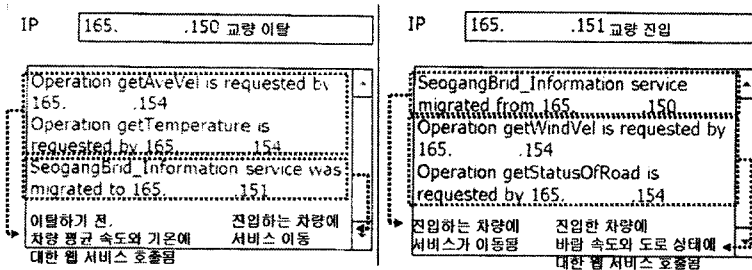 IP 165. .150 교량 이탈
Operation getAveVel is requested by
165. .154
Operation getTemperature is
requested by 165. .154
SeogangBrid_Information service was
migrated to 165. .151
이탈하기 전,
차량 평균 속도와 기온에
대한 웹 서비스 호출됨
진입하는 차량에
서비스 이동
IP 165. .151 교량 진입
SeogangBrid_Information service
migrated from 165. .150
Operation getWindVel is requested by
165. .154
Operation getStatusOfRoad is
requested by 165. .154
진입하는 차량에
서비스가 이동됨
진입한 차량에
바람 속도와 도로 상태에
대한 웹 서비스 호출됨